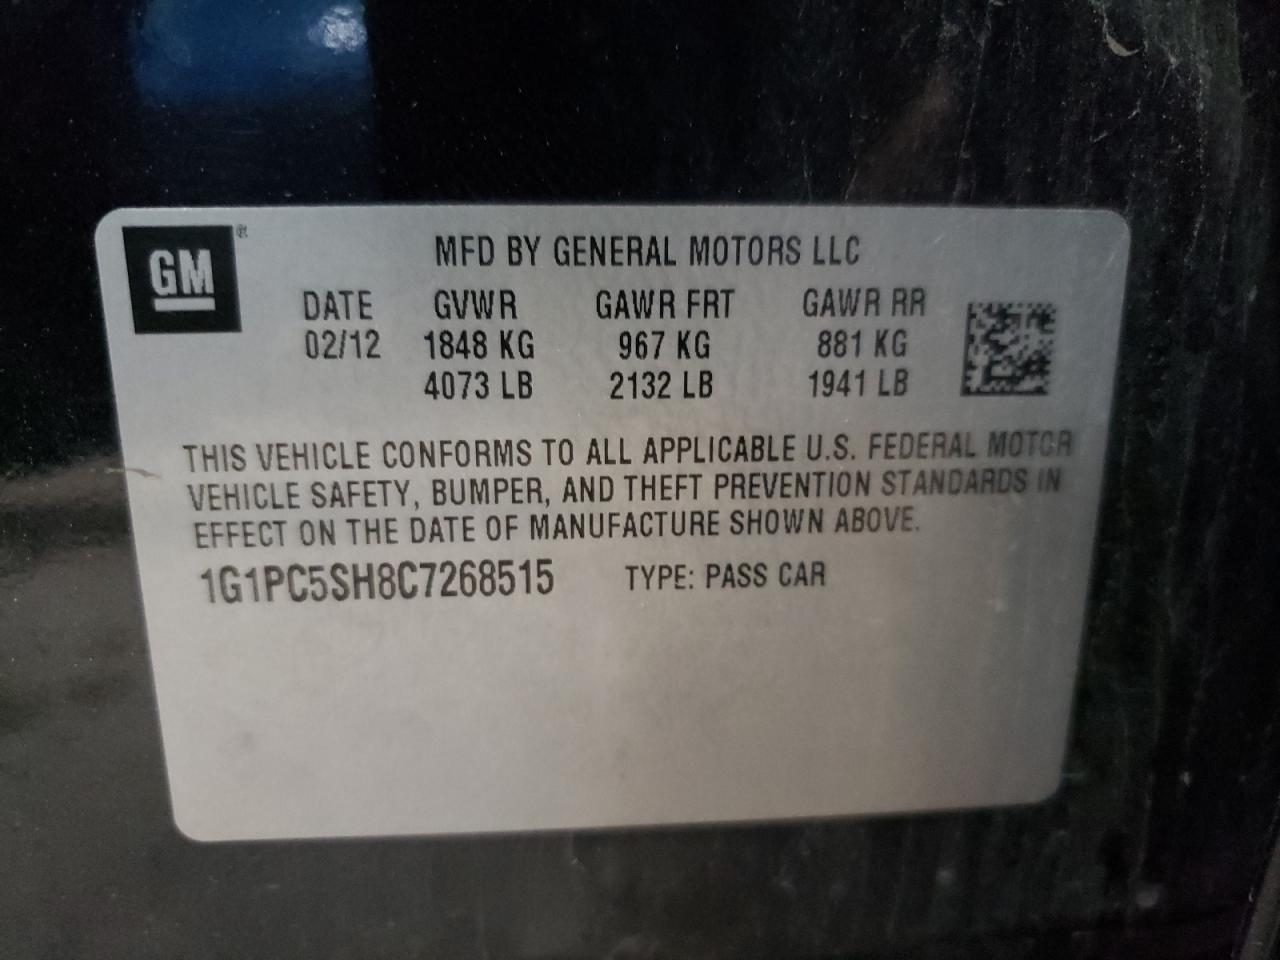 GM ®
MFD BY GENERAL MOTORS LLC
DATE GVWR GAWR FRT GAWR RR
02/12 1848 KG 967 KG 881 KG
4073 LB 2132 LB 1941 LB
THIS VEHICLE CONFORMS TO ALL APPLICABLE U.S. FEDERAL MOTOR
VEHICLE SAFETY, BUMPER, AND THEFT PREVENTION STANDARDS IN
EFFECT ON THE DATE OF MANUFACTURE SHOWN ABOVE.
1G1PC5SH8C7268515 TYPE: PASS CAR